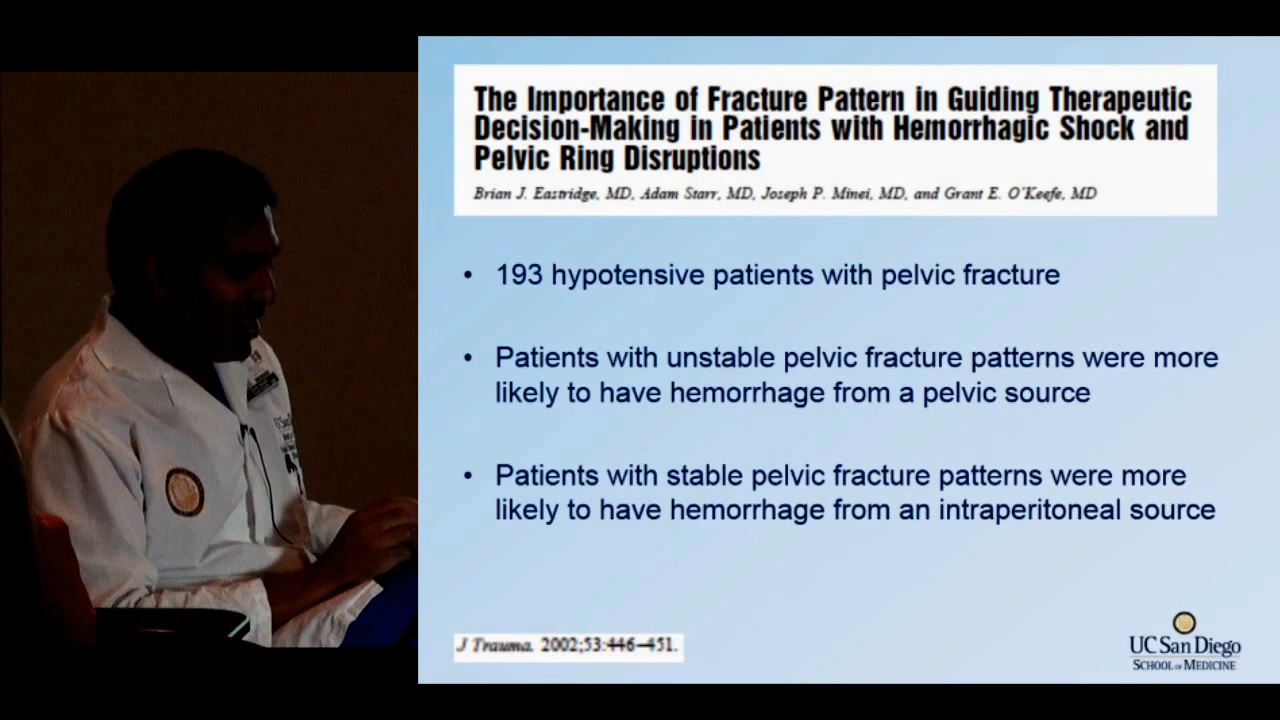 The Importance of Fracture Pattern in Guiding Therapeutic
Decision-Making in Patients with Hemorrhagic Shock and
Pelvic Ring Disruptions
Brian J. Eastridge, MD, Adam Starr, MD, Joseph P. Minei, MD, and Grant E. O'Keefe, MD
• 193 hypotensive patients with pelvic fracture
• Patients with unstable pelvic fracture patterns were more
likely to have hemorrhage from a pelvic source
• Patients with stable pelvic fracture patterns were more
likely to have hemorrhage from an intraperitoneal source
J Trauma. 2002;53:446–451.
UC San Diego
SCHOOL OF MEDICINE